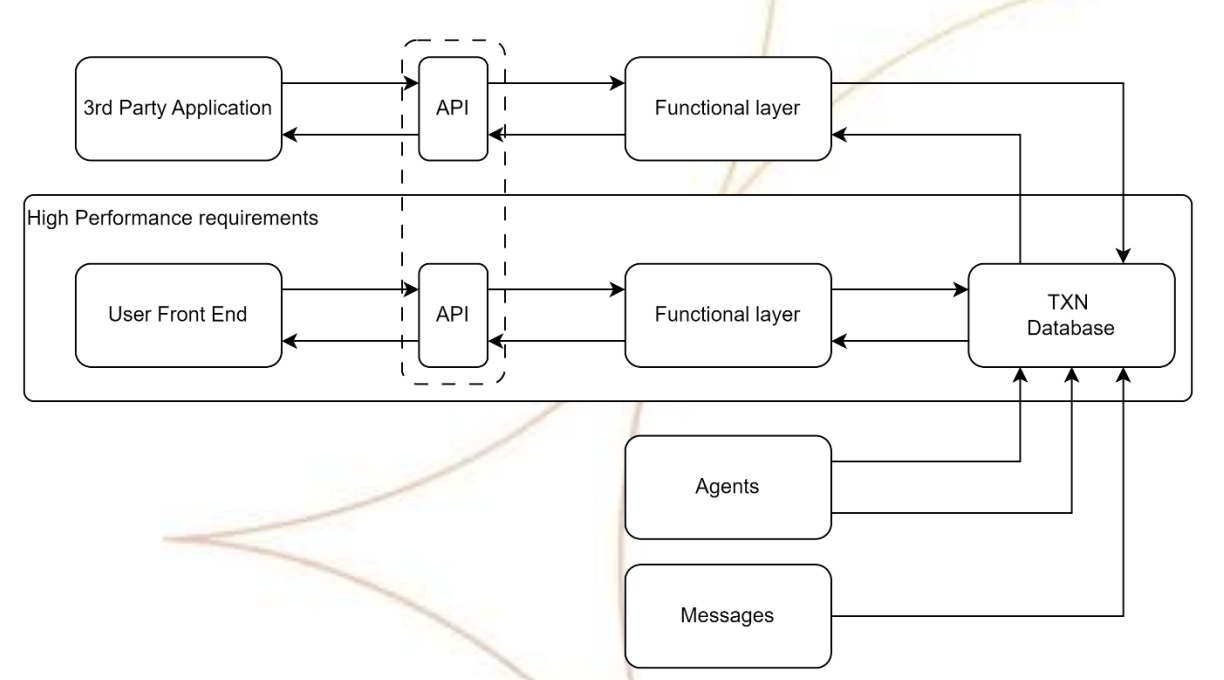 3rd Party Application
API
Functional layer
High Performance requirements
User Front End
API
Functional layer
TXN
Database
Agents
Messages